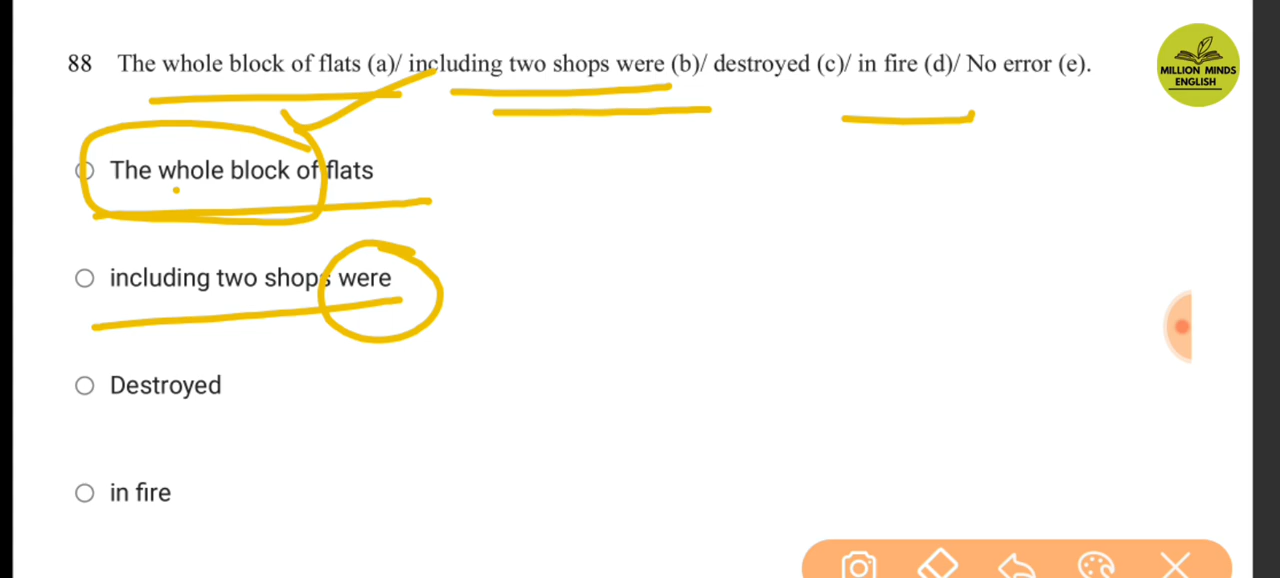 88 The whole block of flats (a)/ including two shops were (b)/ destroyed (c)/ in fire (d)/ No error (e).
MILLION MINDS
ENGLISH
The whole block of flats
including two shops were
Destroyed
in fire